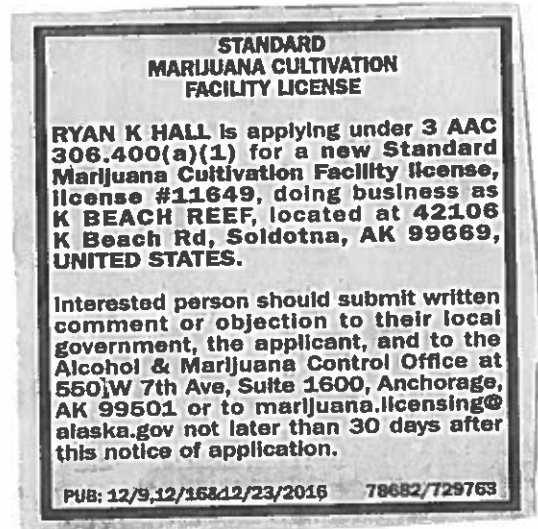 STANDARD
MARIJUANA CULTIVATION
FACILITY LICENSE
RYAN K HALL is applying under 3 AAC
306.400(a)(1) for a new Standard
Marijuana Cultivation Facility license,
license #11649, doing business as
K BEACH REEF, located at 42106
K Beach Rd, Soldotna, AK 99669,
UNITED STATES.
Interested person should submit written
comment or objection to their local
government, the applicant, and to the
Alcohol & Marijuana Control Office at
550 W 7th Ave, Suite 1600, Anchorage,
AK 99501 or to marijuana.licensing@
alaska.gov not later than 30 days after
this notice of application.
PUB: 12/9,12/16&12/23/2016 78682/729763